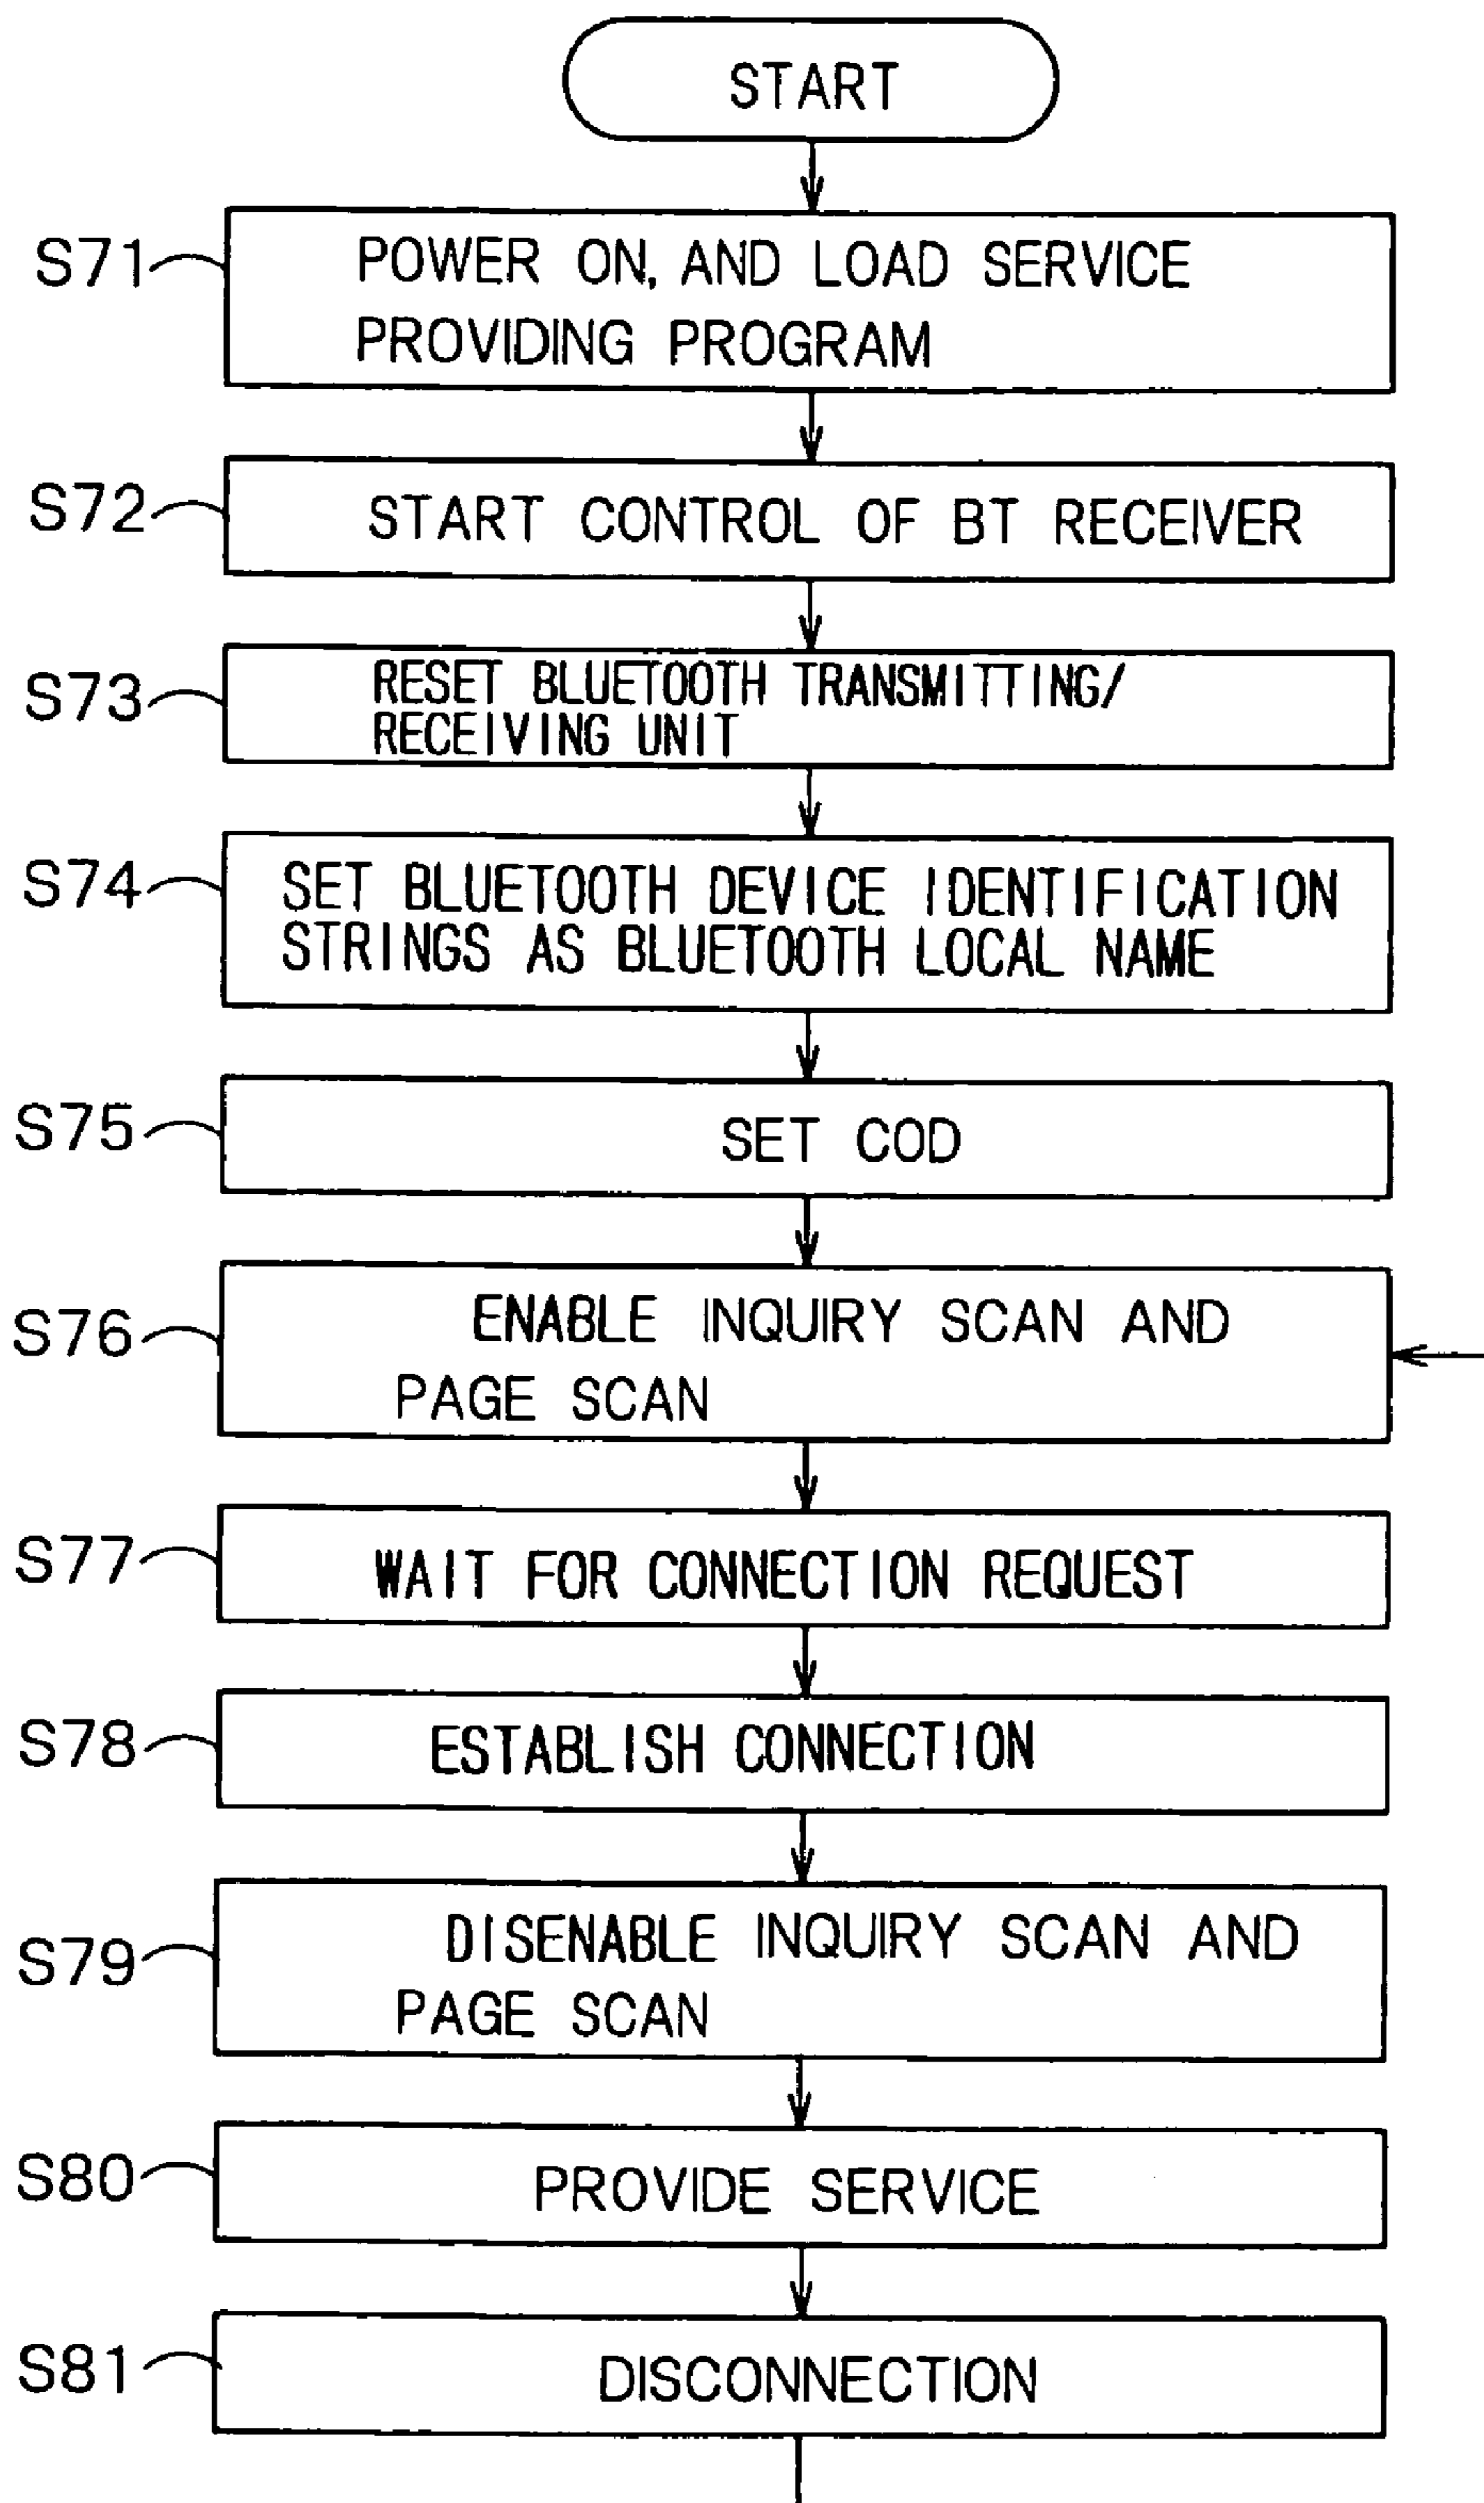 START
S71
POWER ON, AND LOAD SERVICE
PROVIDING PROGRAM
S72
START CONTROL OF BT RECEIVER
S73
RESET BLUETOOTH TRANSMITTING/
RECEIVING UNIT
S74
SET BLUETOOTH DEVICE IDENTIFICATION
STRINGS AS BLUETOOTH LOCAL NAME
S75
SET COD
S76
ENABLE INQUIRY SCAN AND
PAGE SCAN
S77
WAIT FOR CONNECTION REQUEST
S78
ESTABLISH CONNECTION
S79
DISENABLE INQUIRY SCAN AND
PAGE SCAN
S80
PROVIDE SERVICE
S81
DISCONNECTION